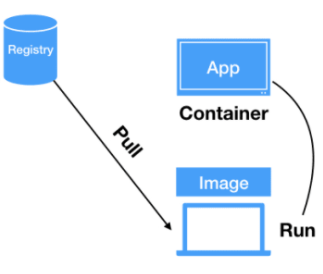 Registry
App
Container
Pull
Image
Run